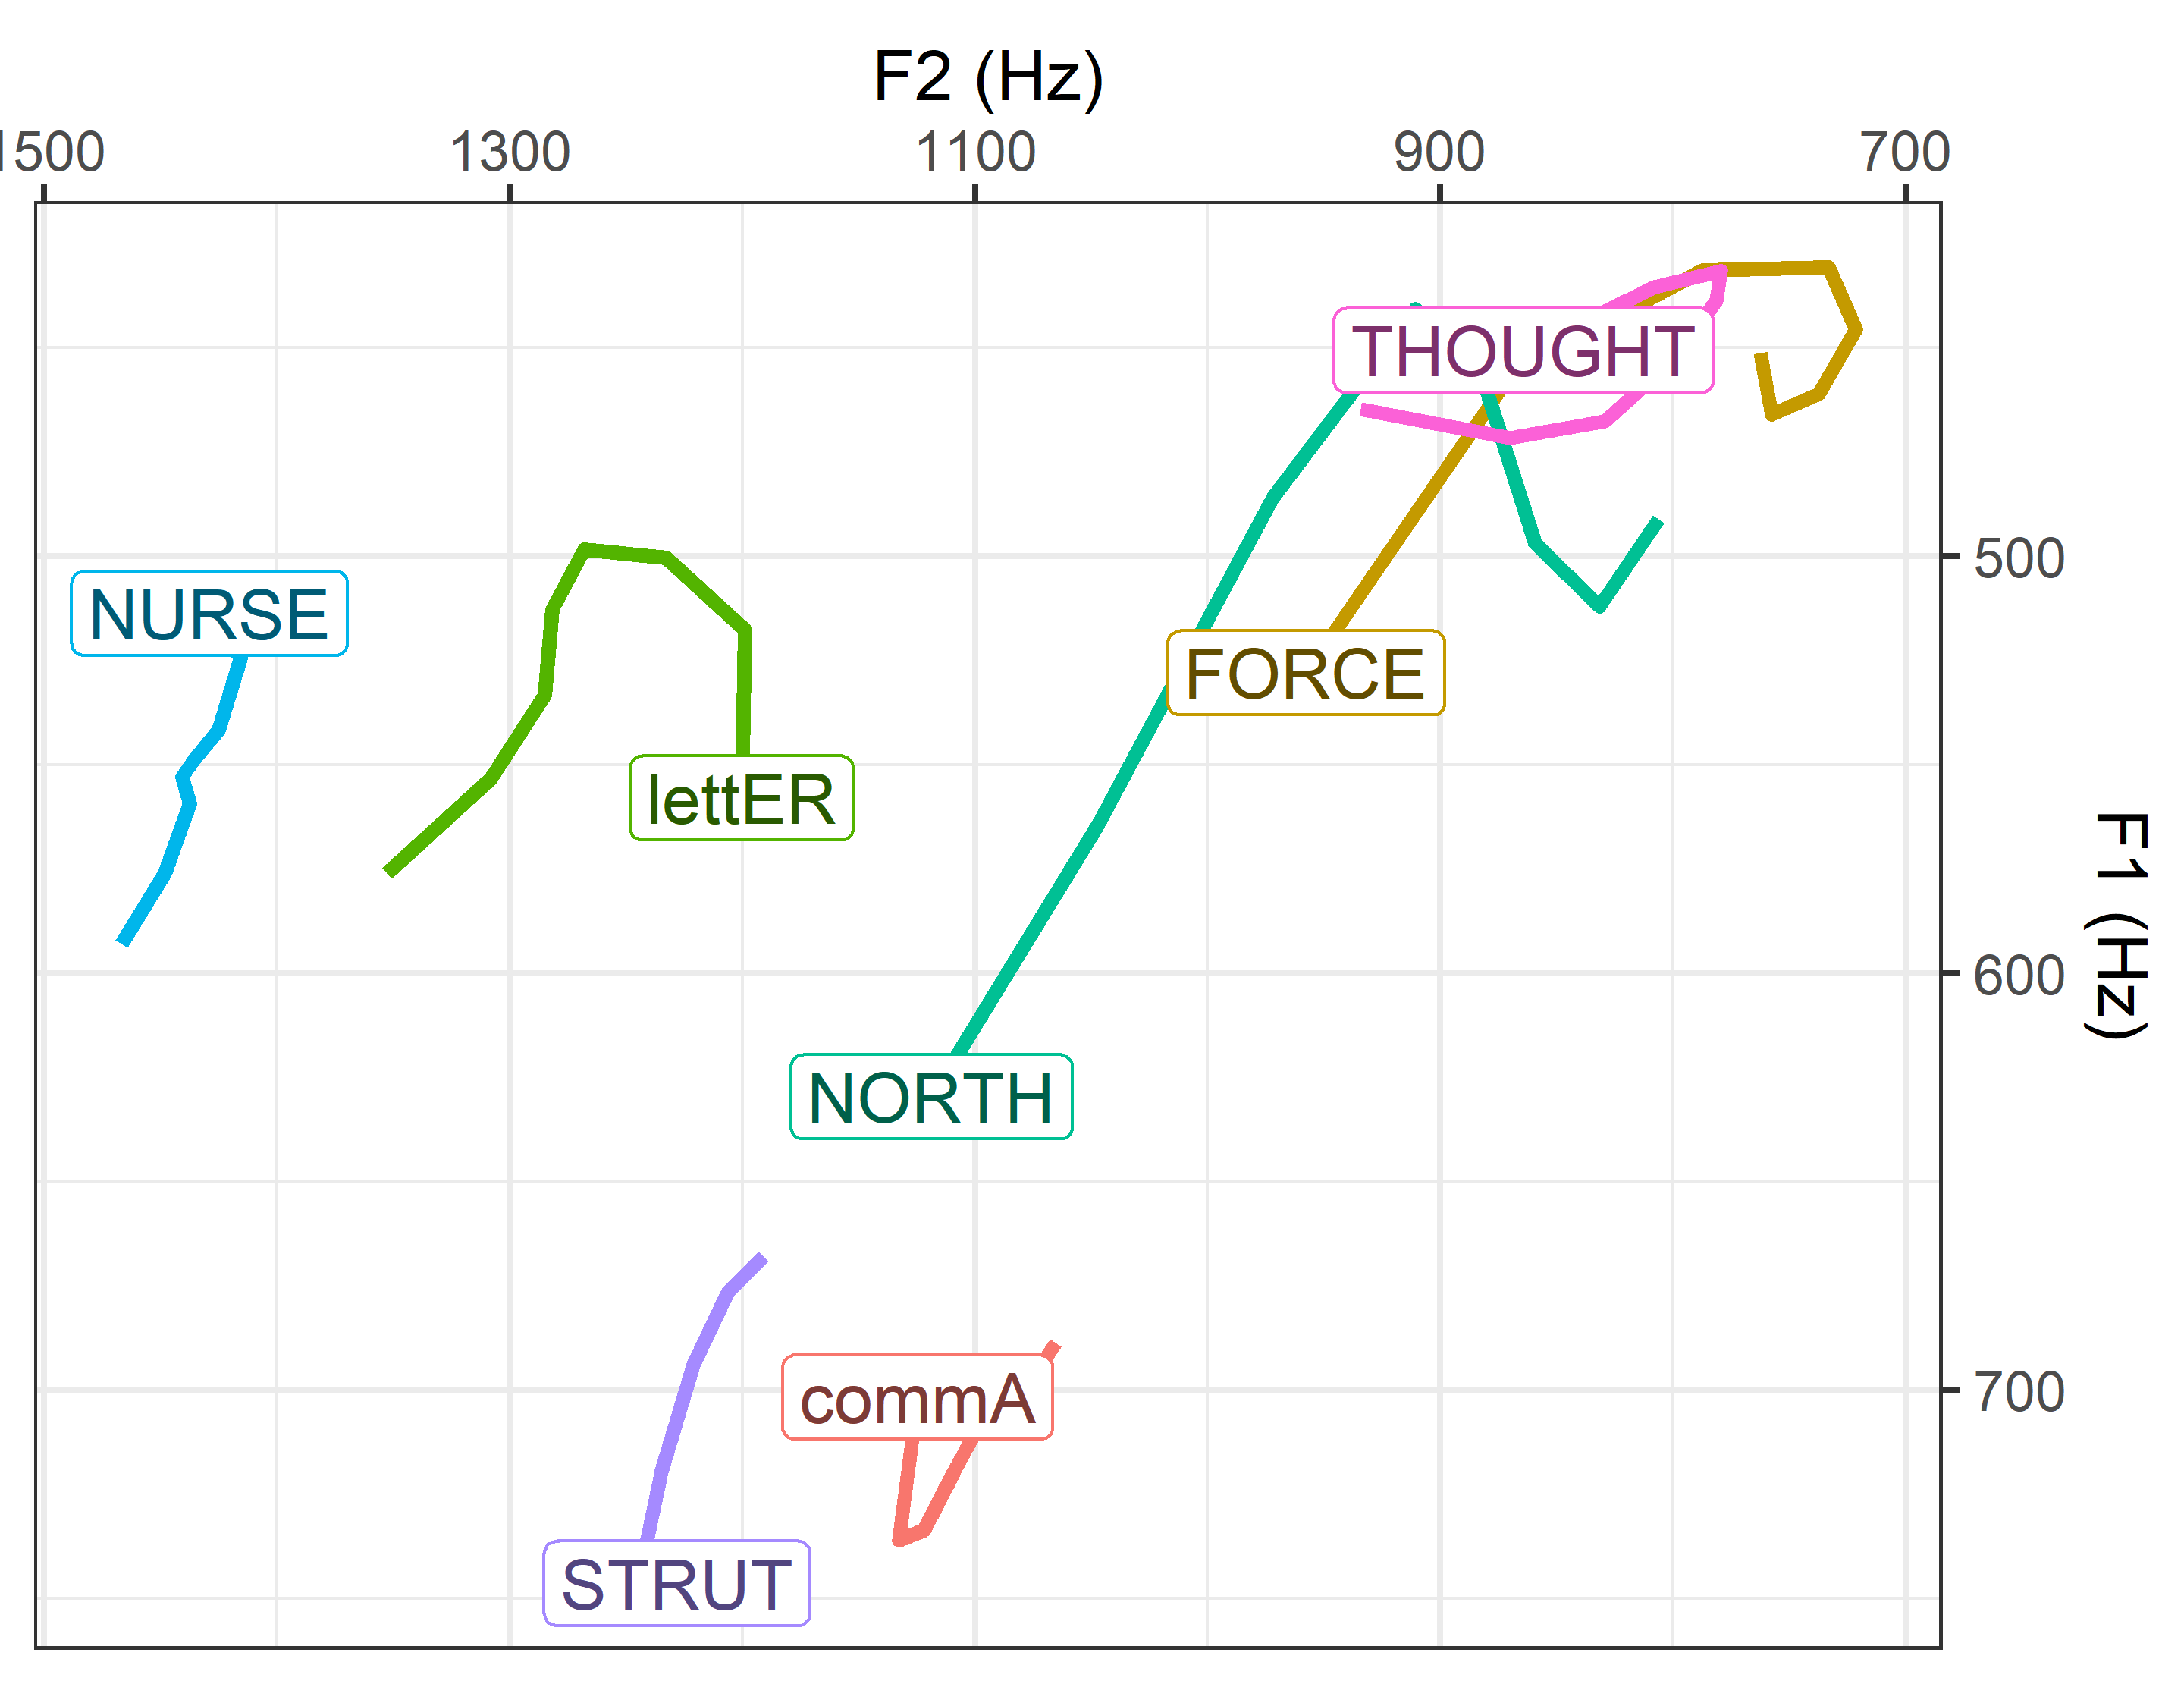 F2 (Hz)
1500 1300 1100 900 700
THOUGHT
500
NURSE
FORCE
lettER
F1 (Hz)
600
NORTH
700
commA
STRUT